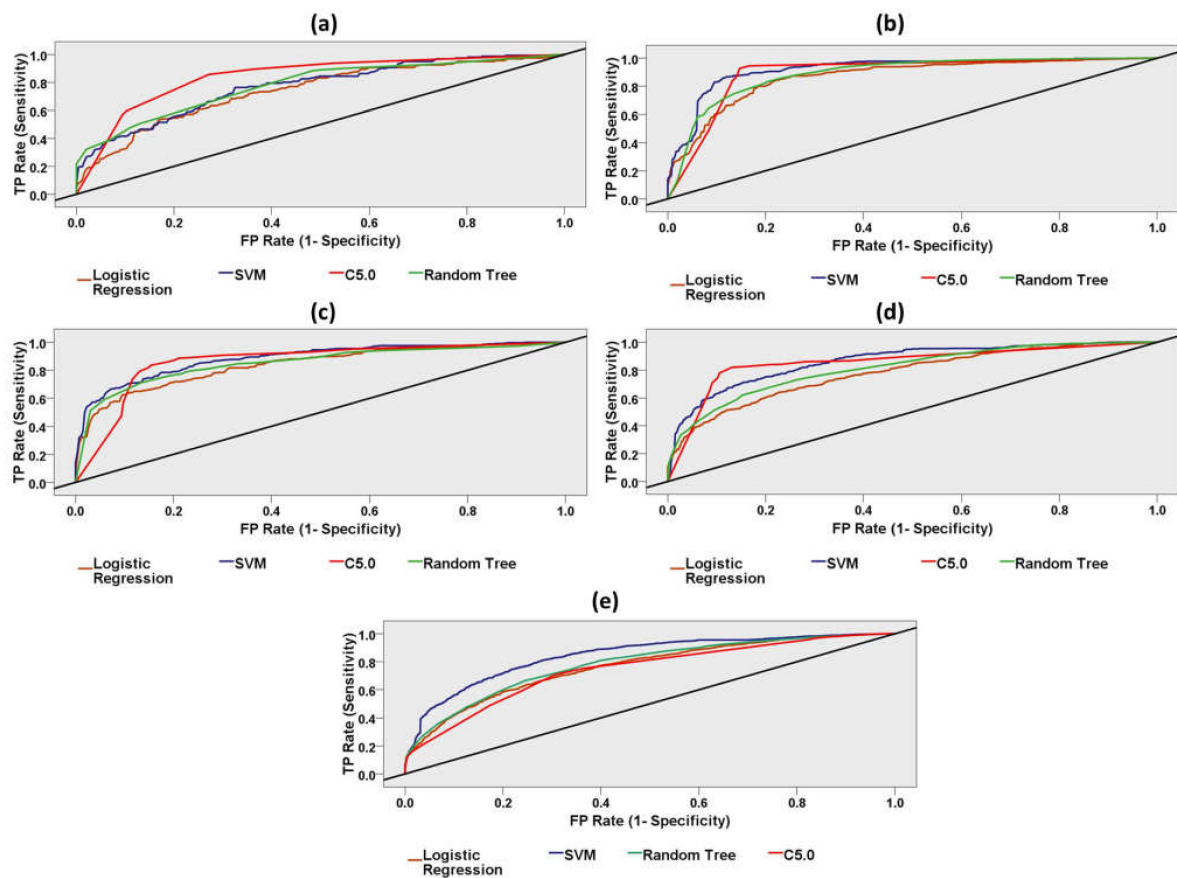 (a)
TP Rate (Sensitivity)
1.0
0.8
0.6
0.4
0.2
0.0
0.0 0.2 0.4 0.6 0.8 1.0
FP Rate (1- Specificity)
Logistic Regression SVM C5.0 Random Tree
(b)
TP Rate (Sensitivity)
1.0
0.8
0.6
0.4
0.2
0.0
0.0 0.2 0.4 0.6 0.8 1.0
FP Rate (1- Specificity)
Logistic Regression SVM C5.0 Random Tree
(c)
TP Rate (Sensitivity)
1.0
0.8
0.6
0.4
0.2
0.0
0.0 0.2 0.4 0.6 0.8 1.0
FP Rate (1- Specificity)
Logistic Regression SVM C5.0 Random Tree
(d)
TP Rate (Sensitivity)
1.0
0.8
0.6
0.4
0.2
0.0
0.0 0.2 0.4 0.6 0.8 1.0
FP Rate (1- Specificity)
Logistic Regression SVM C5.0 Random Tree
(e)
TP Rate (Sensitivity)
1.0
0.8
0.6
0.4
0.2
0.0
0.0 0.2 0.4 0.6 0.8 1.0
FP Rate (1- Specificity)
Logistic Regression SVM Random Tree C5.0